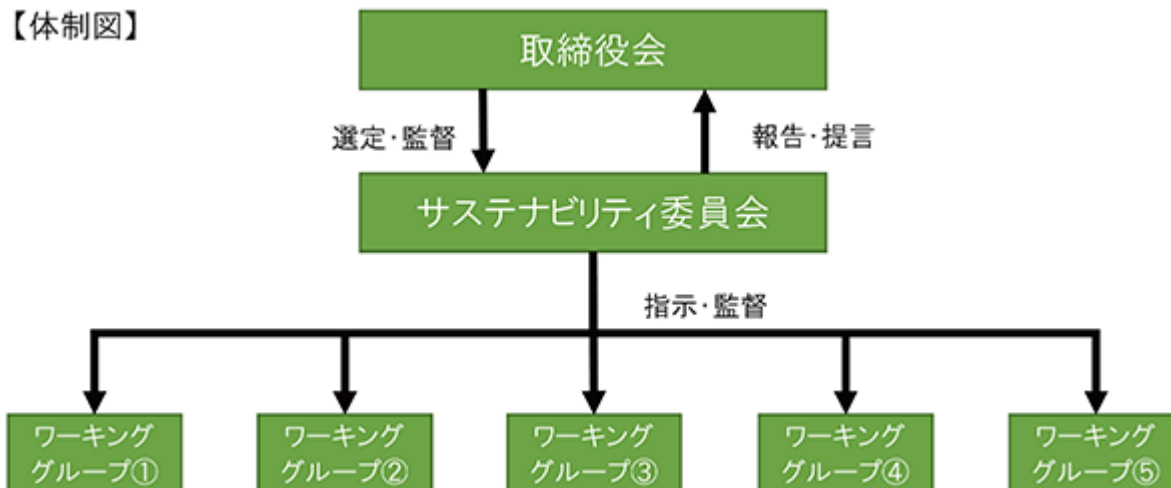 【体制図】
取締役会
選定・監督
報告・提言
サステナビリティ委員会
指示・監督
ワーキング
グループ①
ワーキング
グループ②
ワーキング
グループ③
ワーキング
グループ④
ワーキング
グループ⑤